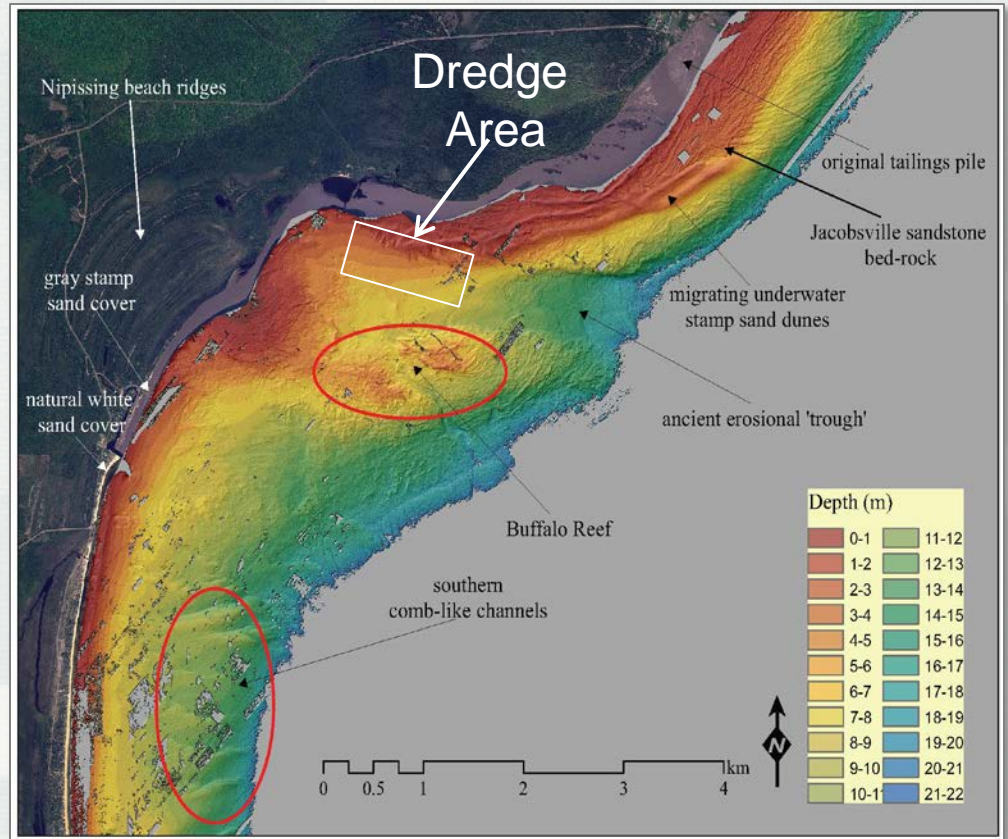 Dredge
Area
Nipissing beach ridges
original tailings pile
Jacobsville sandstone
bed-rock
gray stamp
sand cover
migrating underwater
stamp sand dunes
natural white
sand cover
ancient erosional 'trough'
Buffalo Reef
southern
comb-like channels
Depth (m)
0-1
1-2
2-3
3-4
4-5
5-6
6-7
7-8
8-9
9-10
10-1
11-12
12-13
13-14
14-15
15-16
16-17
17-18
18-19
19-20
20-21
21-22
N
km
0 0.5 1 2 3 4